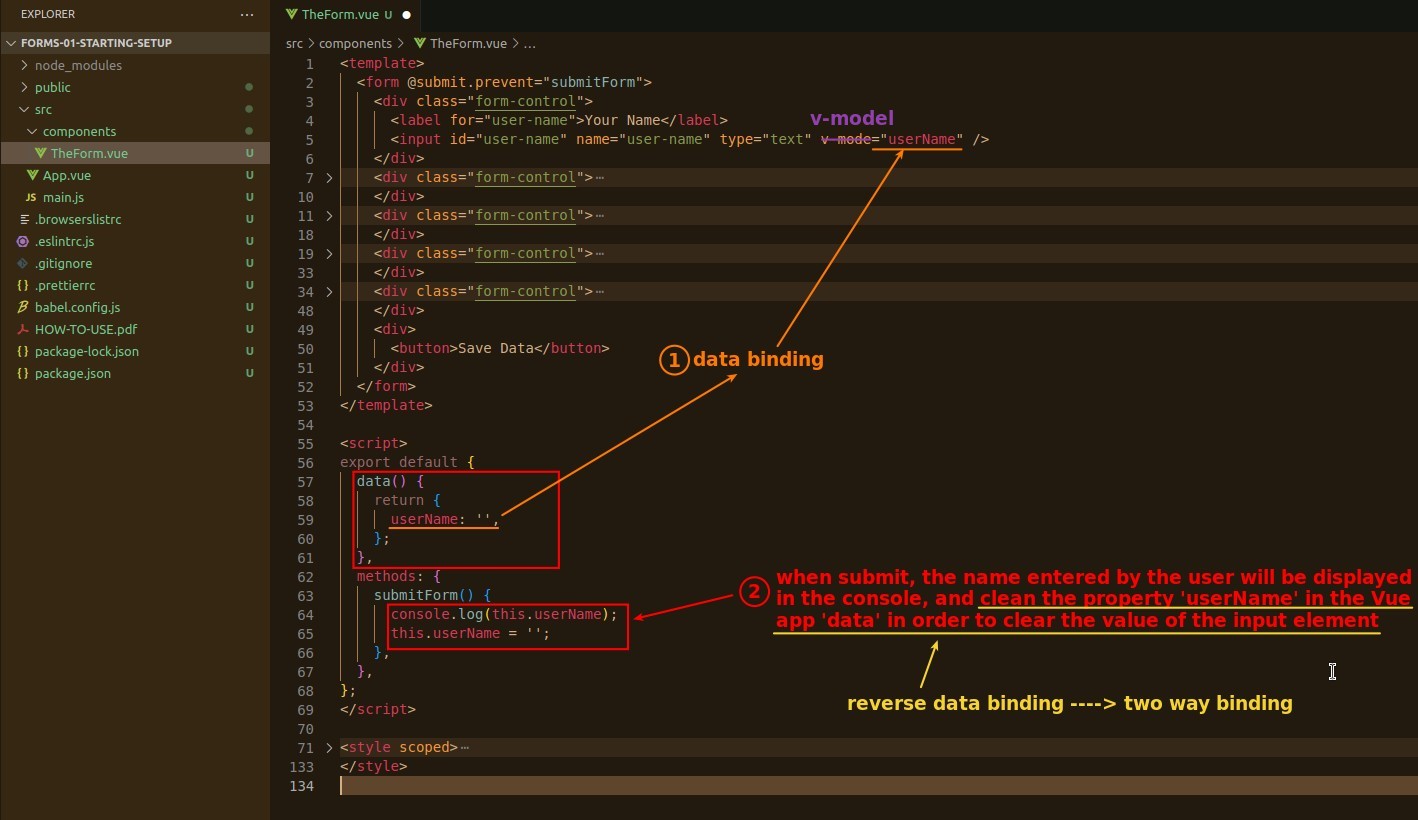 EXPLORER ···
FORMS-01-STARTING-SETUP
node_modules
public
src
components
TheForm.vue U
App.vue U
JS main.js U
.browserslistrc U
.eslintrc.js U
.gitignore U
{} .prettierrc U
babel.config.js U
HOW-TO-USE.pdf U
{} package-lock.json U
{} package.json U
TheForm.vue U
src > components > TheForm.vue > ...
1 <template>
2 <form @submit.prevent="submitForm">
3 <div class="form-control">
v-model
4 <label for="user-name">Your Name</label>
5 <input id="user-name" name="user-name" type="text" v-mode="userName" />
6 </div>
7 <div class="form-control">···
10 </div>
11 <div class="form-control">···
18 </div>
19 <div class="form-control">···
33 </div>
34 <div class="form-control">···
48 </div>
49 <div>
50 <button>Save Data</button>
51 </div>
1 data binding
52 </form>
53 </template>
54
55 <script>
56 export default {
57 data() {
58 return {
59 userName: '',
60 };
61 },
62 methods: {
63 submitForm() {
64 console.log(this.userName);
65 this.userName = '';
66 },
67 },
68 };
69 </script>
70
71 <style scoped>···
133 </style>
134
2 when submit, the name entered by the user will be displayed
in the console, and clean the property 'userName' in the Vue
app 'data' in order to clear the value of the input element
reverse data binding ----> two way binding